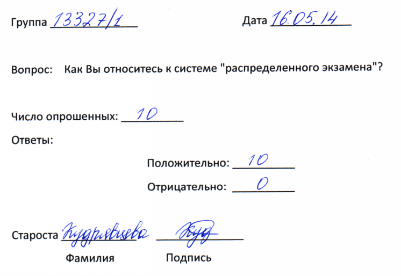 Группа 13327/1 Дата 16.05.14
Вопрос: Как Вы относитесь к системе "распределенного экзамена"?
Число опрошенных: 10
Ответы:
Положительно: 10
Отрицательно: 0
Староста Кудрявцева Куд
Фамилия Подпись